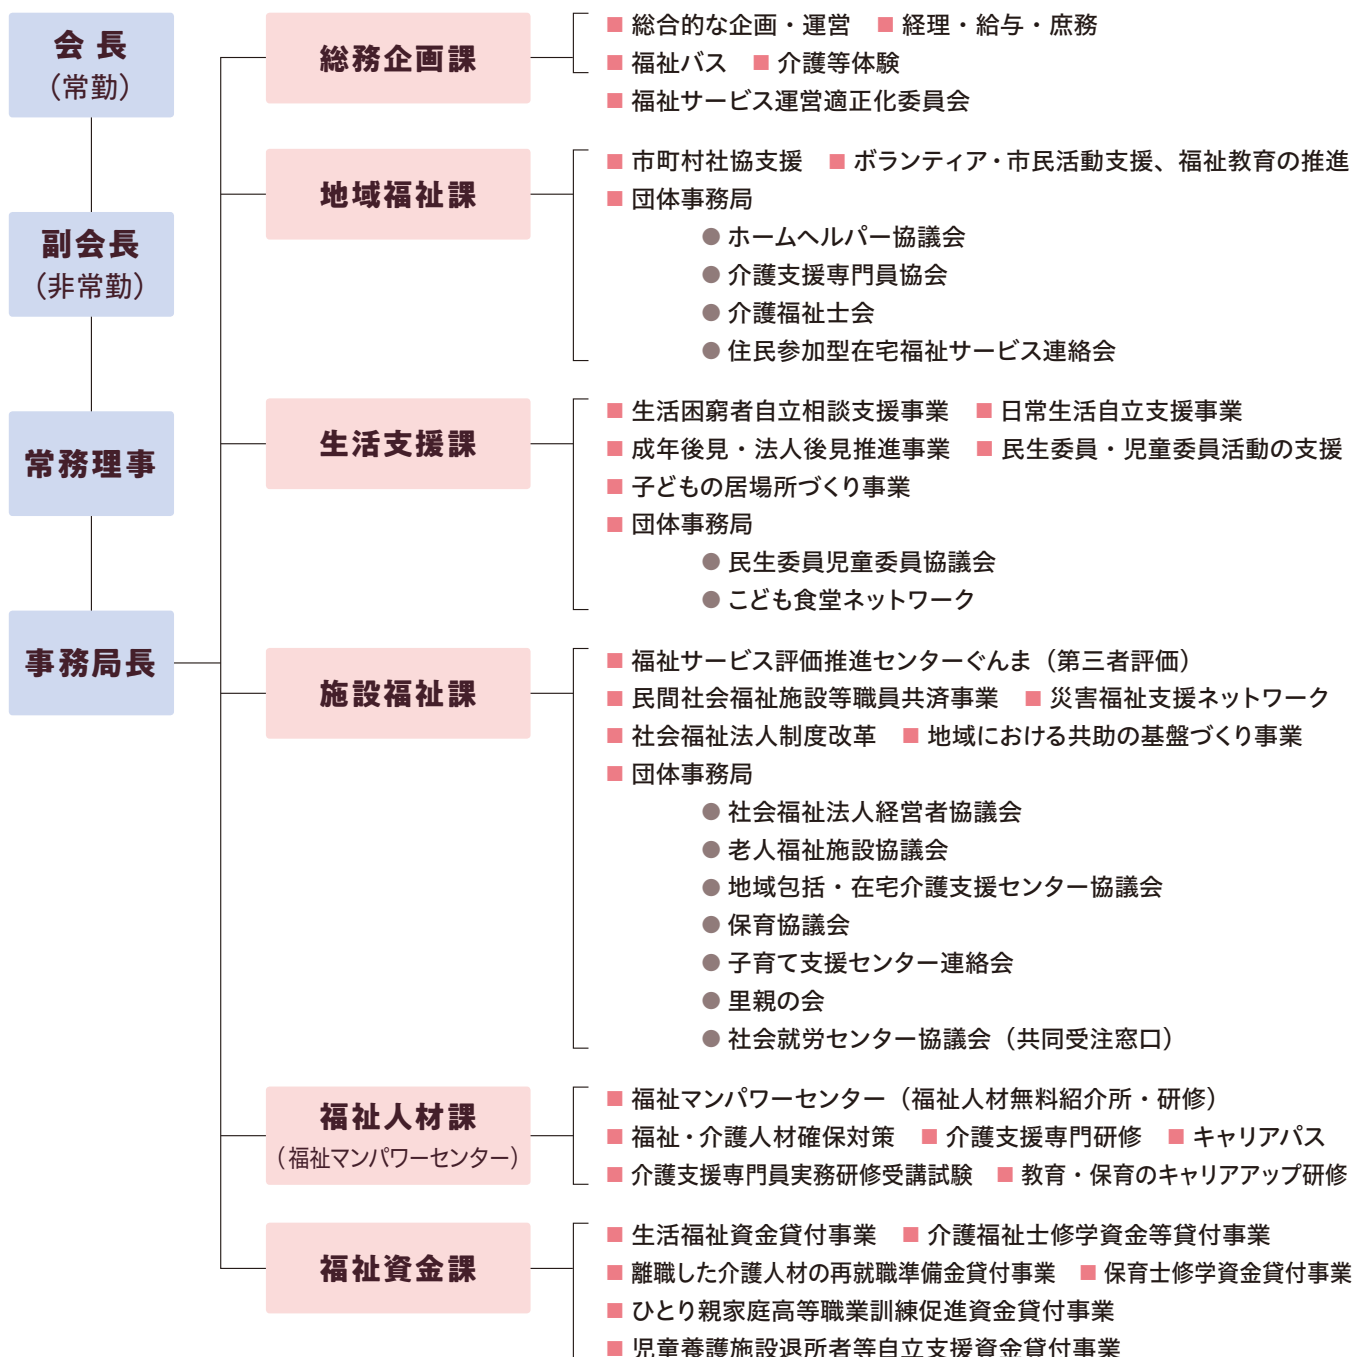 会 長
（常勤）
副会長
（非常勤）
常務理事
事務局長
総務企画課
■ 総合的な企画・運営 ■ 経理・給与・庶務
■ 福祉バス ■ 介護等体験
■ 福祉サービス運営適正化委員会
地域福祉課
■ 市町村社協支援 ■ ボランティア・市民活動支援、福祉教育の推進
■ 団体事務局
● ホームヘルパー協議会
● 介護支援専門員協会
● 介護福祉士会
● 住民参加型在宅福祉サービス連絡会
生活支援課
■ 生活困窮者自立相談支援事業 ■ 日常生活自立支援事業
■ 成年後見・法人後見推進事業 ■ 民生委員・児童委員活動の支援
■ 子どもの居場所づくり事業
■ 団体事務局
● 民生委員児童委員協議会
● こども食堂ネットワーク
施設福祉課
■ 福祉サービス評価推進センターぐんま（第三者評価）
■ 民間社会福祉施設等職員共済事業 ■ 災害福祉支援ネットワーク
■ 社会福祉法人制度改革 ■ 地域における共助の基盤づくり事業
■ 団体事務局
● 社会福祉法人経営者協議会
● 老人福祉施設協議会
● 地域包括・在宅介護支援センター協議会
● 保育協議会
● 子育て支援センター連絡会
● 里親の会
● 社会就労センター協議会（共同受注窓口）
福祉人材課
（福祉マンパワーセンター）
■ 福祉マンパワーセンター（福祉人材無料紹介所・研修）
■ 福祉・介護人材確保対策 ■ 介護支援専門研修 ■ キャリアパス
■ 介護支援専門員実務研修受講試験 ■ 教育・保育のキャリアアップ研修
福祉資金課
■ 生活福祉資金貸付事業 ■ 介護福祉士修学資金等貸付事業
■ 離職した介護人材の再就職準備金貸付事業 ■ 保育士修学資金貸付事業
■ ひとり親家庭高等職業訓練促進資金貸付事業
■ 児童養護施設退所者等自立支援資金貸付事業